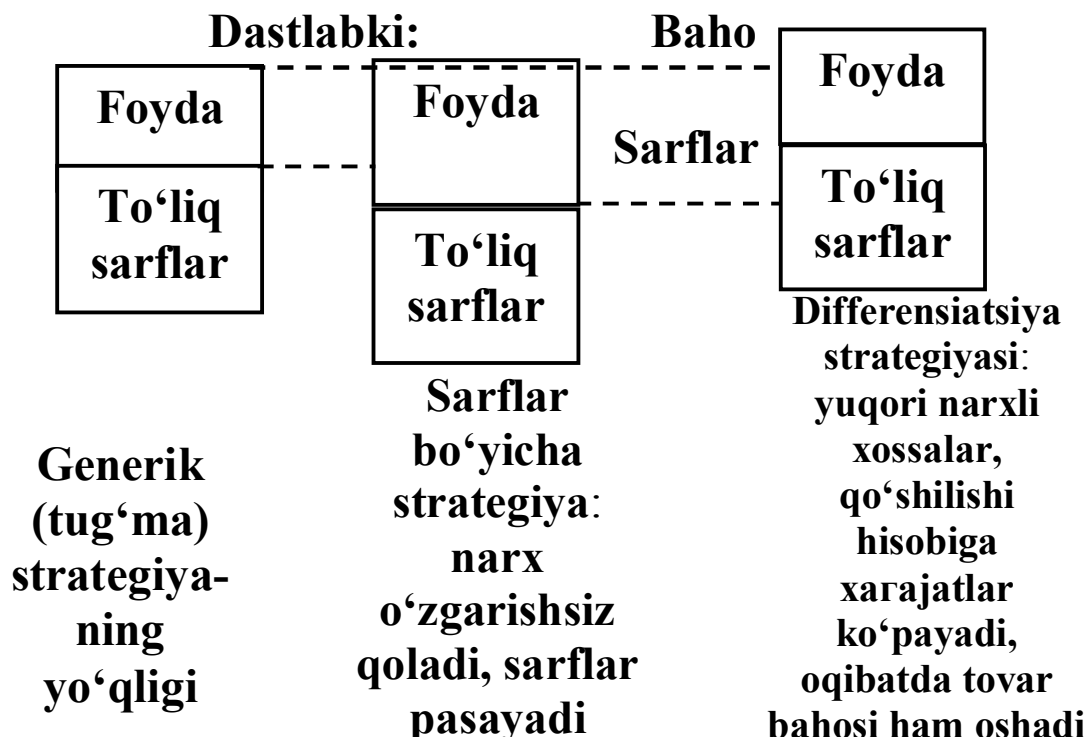 Dastlabki: Baho
Foyda
To‘liq
sarflar
Foyda
To‘liq
sarflar
Sarflar
Foyda
To‘liq
sarflar
Generik
(tug‘ma)
strategiya-
ning
yo‘qligi
Sarflar
bo‘yicha
strategiya:
narx
o‘zgarishsiz
qoladi, sarflar
pasayadi
Differensiatsiya
strategiyasi:
yuqori narxli
xossalar,
qo‘shilishi
hisobiga
xarajatlar
ko‘payadi,
oqibatda tovar
bahosi ham oshadi